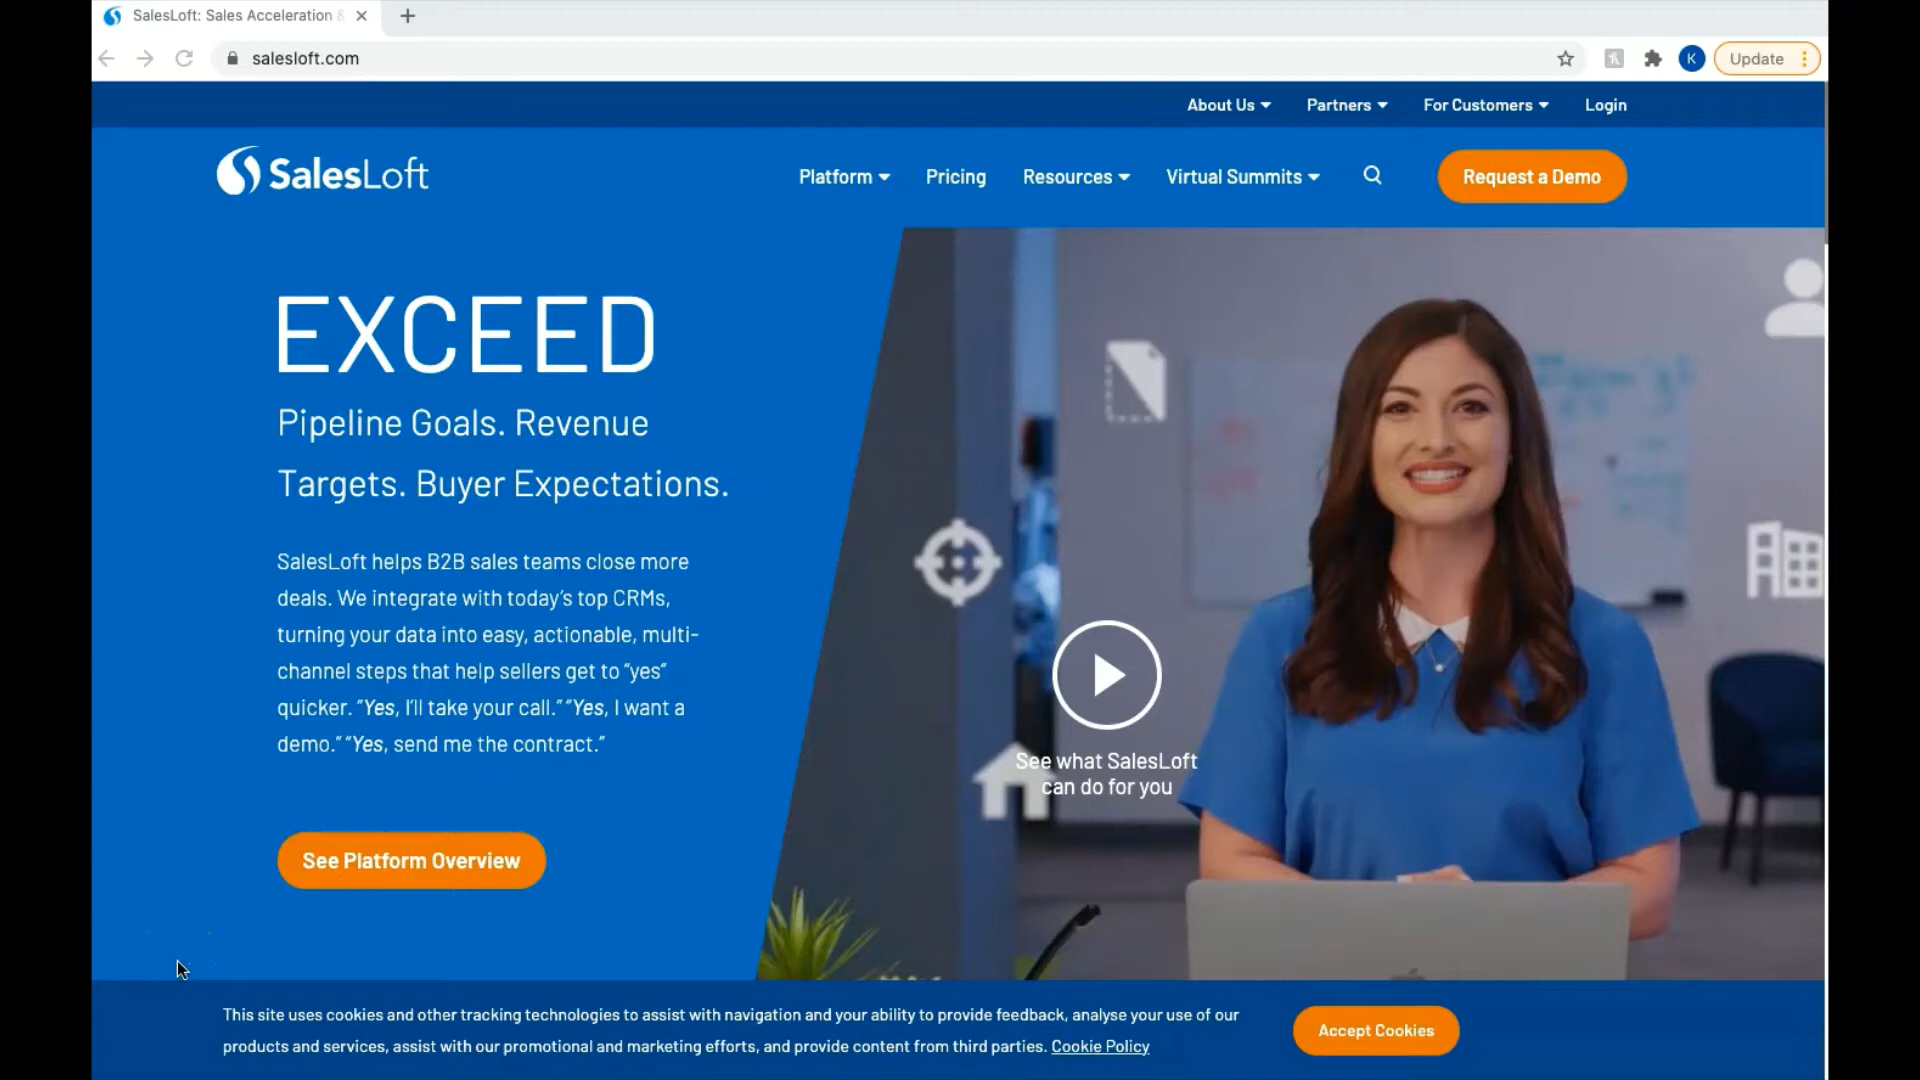 SalesLoft: Sales Acceleration &
salesloft.com
K
Update
About Us
Partners
For Customers
Login
SalesLoft
Platform
Pricing
Resources
Virtual Summits
Request a Demo
EXCEED
Pipeline Goals. Revenue
Targets. Buyer Expectations.
SalesLoft helps B2B sales teams close more
deals. We integrate with today's top CRMs,
turning your data into easy, actionable, multi-
channel steps that help sellers get to “yes”
quicker. “Yes, I'll take your call.” “Yes, I want a
demo.” “Yes, send me the contract.”
See Platform Overview
See what SalesLoft
can do for you
This site uses cookies and other tracking technologies to assist with navigation and your ability to provide feedback, analyse your use of our
products and services, assist with our promotional and marketing efforts, and provide content from third parties. Cookie Policy
Accept Cookies